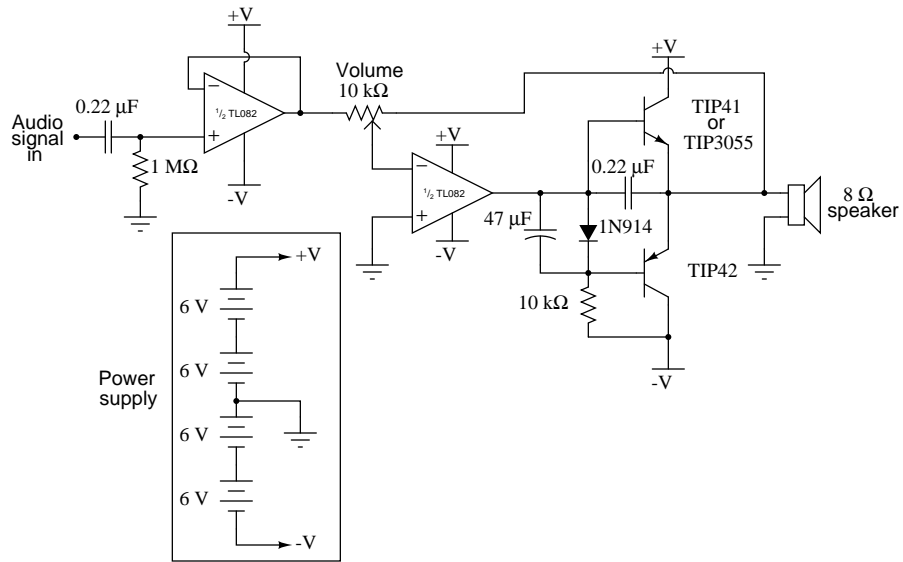 +V
Volume
10 kΩ
+V
0.22 µF
½ TL082
TIP41
or
TIP3055
Audio
signal
in
1 MΩ
+V
-V
½ TL082
0.22 µF
8 Ω
speaker
47 µF
1N914
-V
TIP42
10 kΩ
+V
6 V
6 V
Power
supply
6 V
6 V
-V
-V